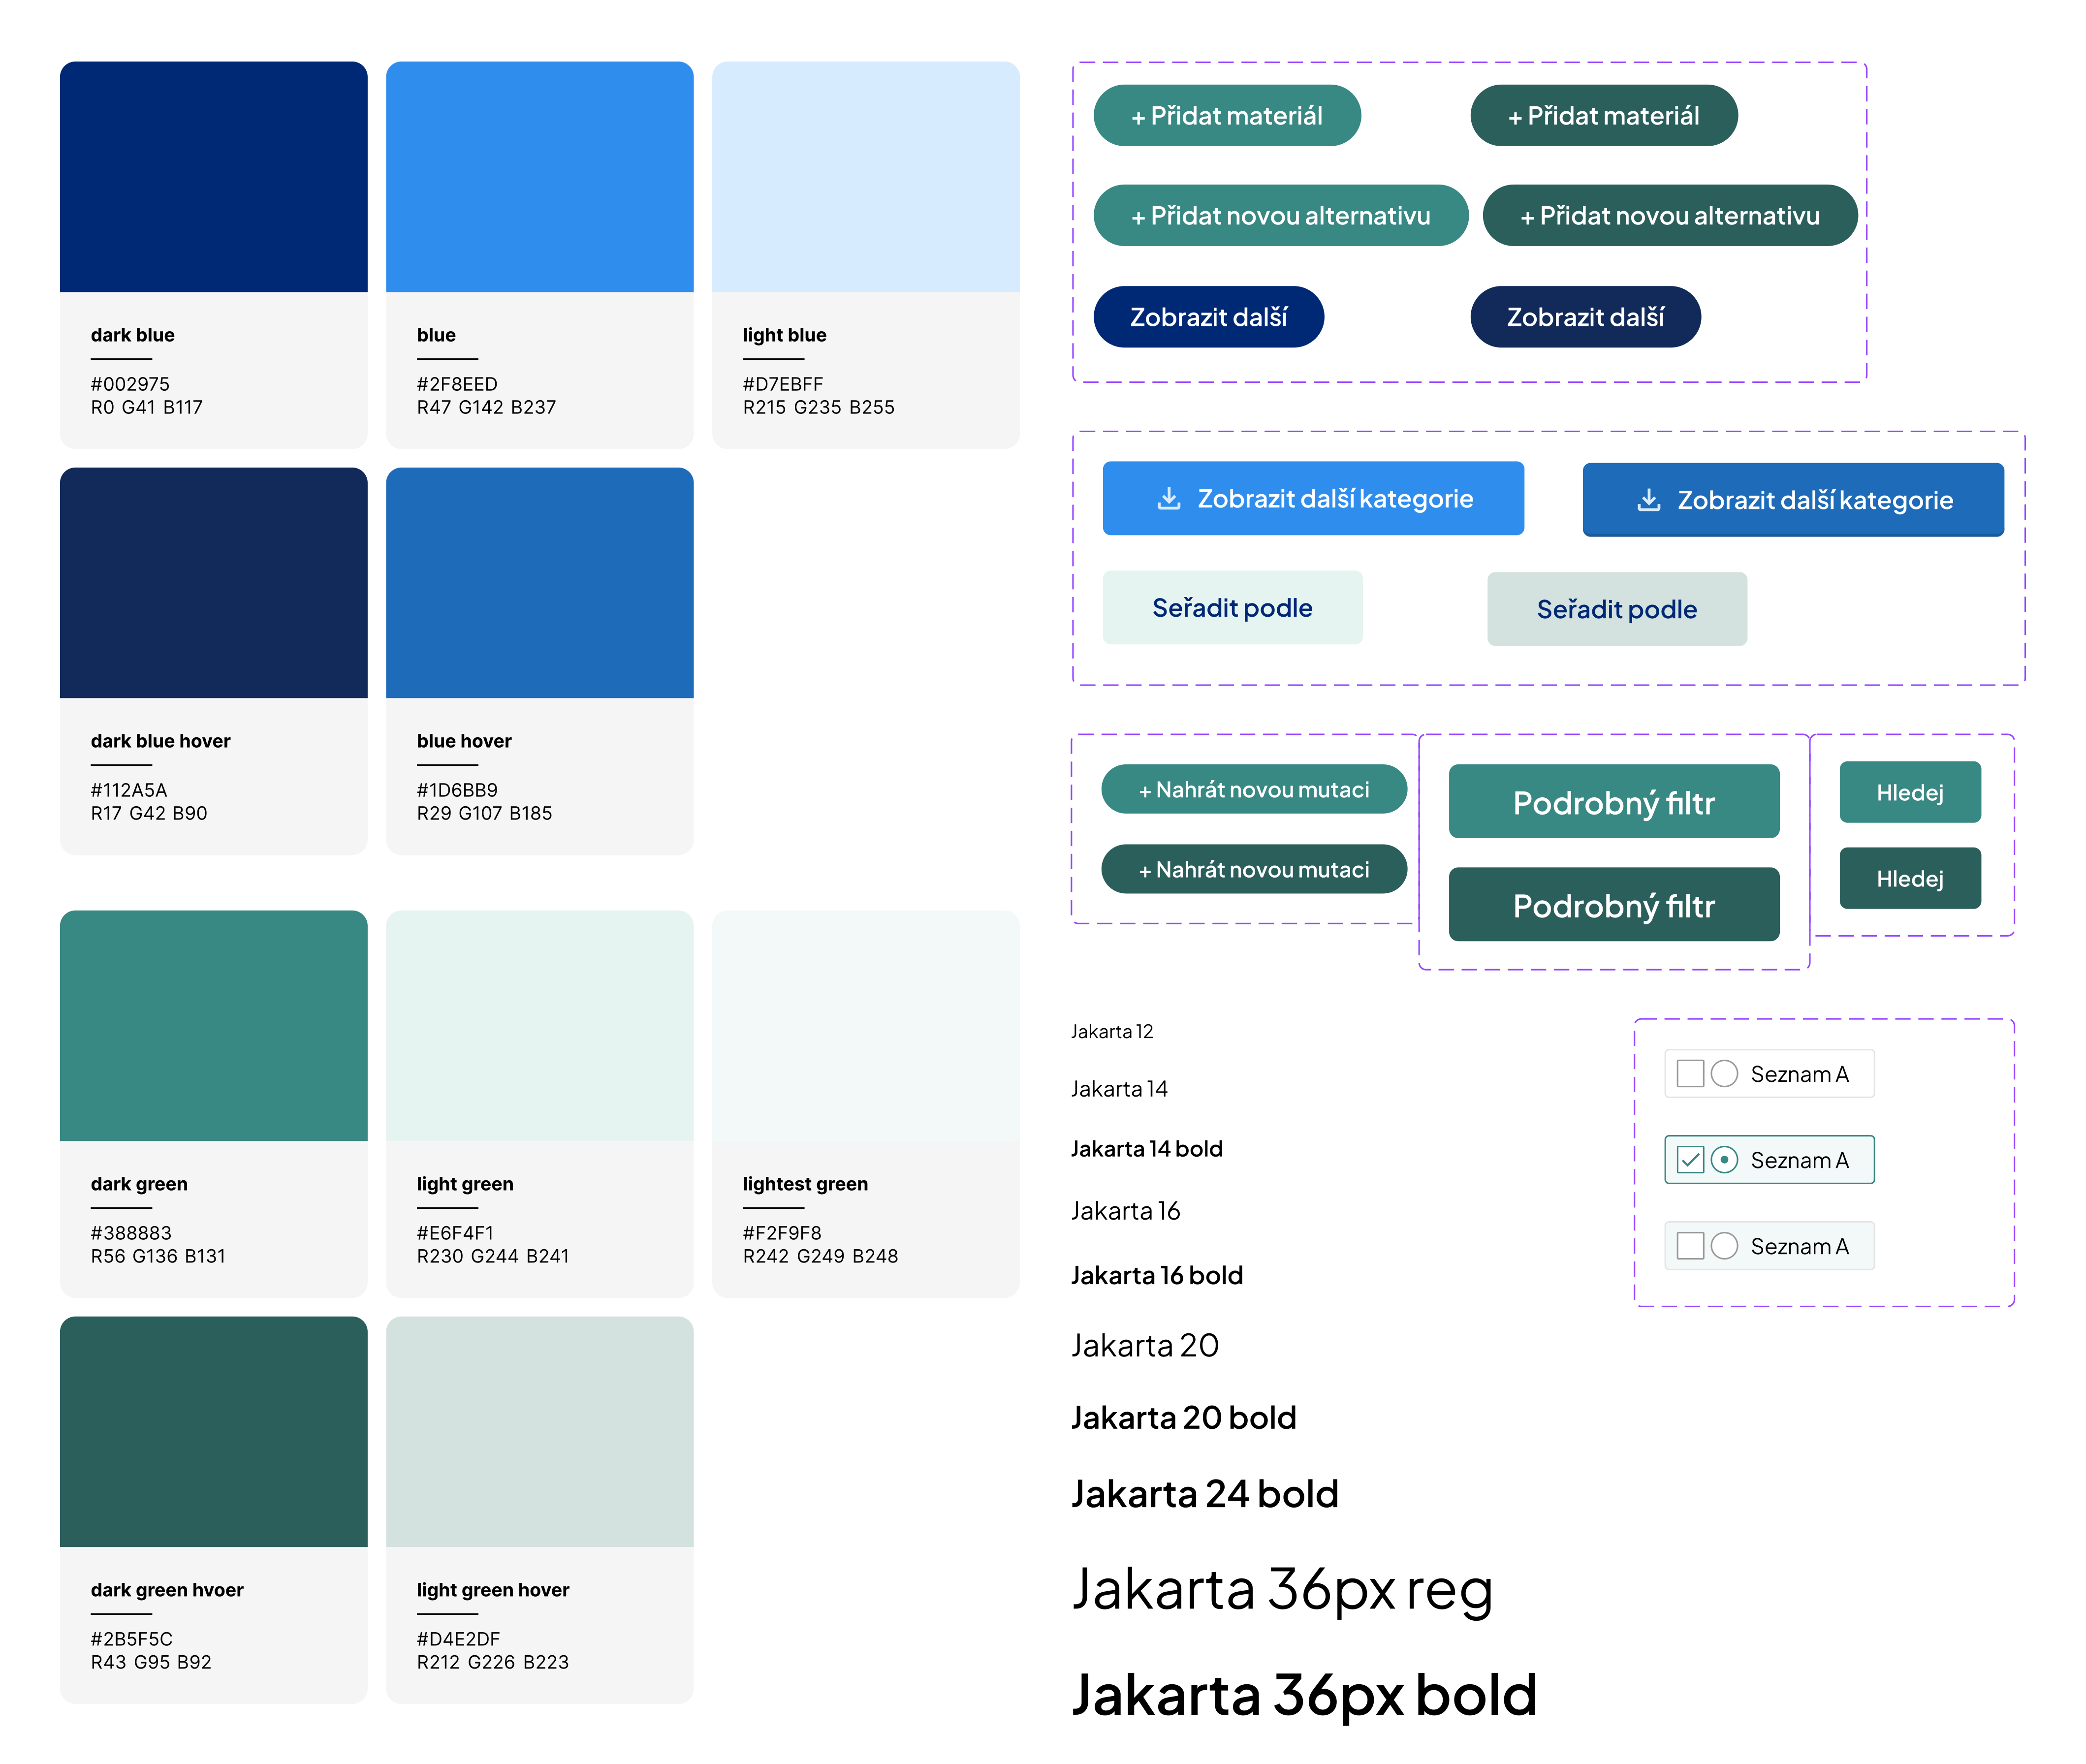 dark blue
#002975
R0 G41 B117
blue
#2F8EED
R47 G142 B237
light blue
#D7EBFF
R215 G235 B255
dark blue hover
#112A5A
R17 G42 B90
blue hover
#1D6BB9
R29 G107 B185
dark green
#388883
R56 G136 B131
light green
#E6F4F1
R230 G244 B241
lightest green
#F2F9F8
R242 G249 B248
dark green hvoer
#2B5F5C
R43 G95 B92
light green hover
#D4E2DF
R212 G226 B223
+ Přidat materiál
+ Přidat materiál
+ Přidat novou alternativu
+ Přidat novou alternativu
Zobrazit další
Zobrazit další
Zobrazit další kategorie
Zobrazit další kategorie
Seřadit podle
Seřadit podle
+ Nahrát novou mutaci
+ Nahrát novou mutaci
Podrobný filtr
Podrobný filtr
Hledej
Hledej
Jakarta 12
Jakarta 14
Jakarta 14 bold
Jakarta 16
Jakarta 16 bold
Jakarta 20
Jakarta 20 bold
Jakarta 24 bold
Jakarta 36px reg
Jakarta 36px bold
Seznam A
Seznam A
Seznam A